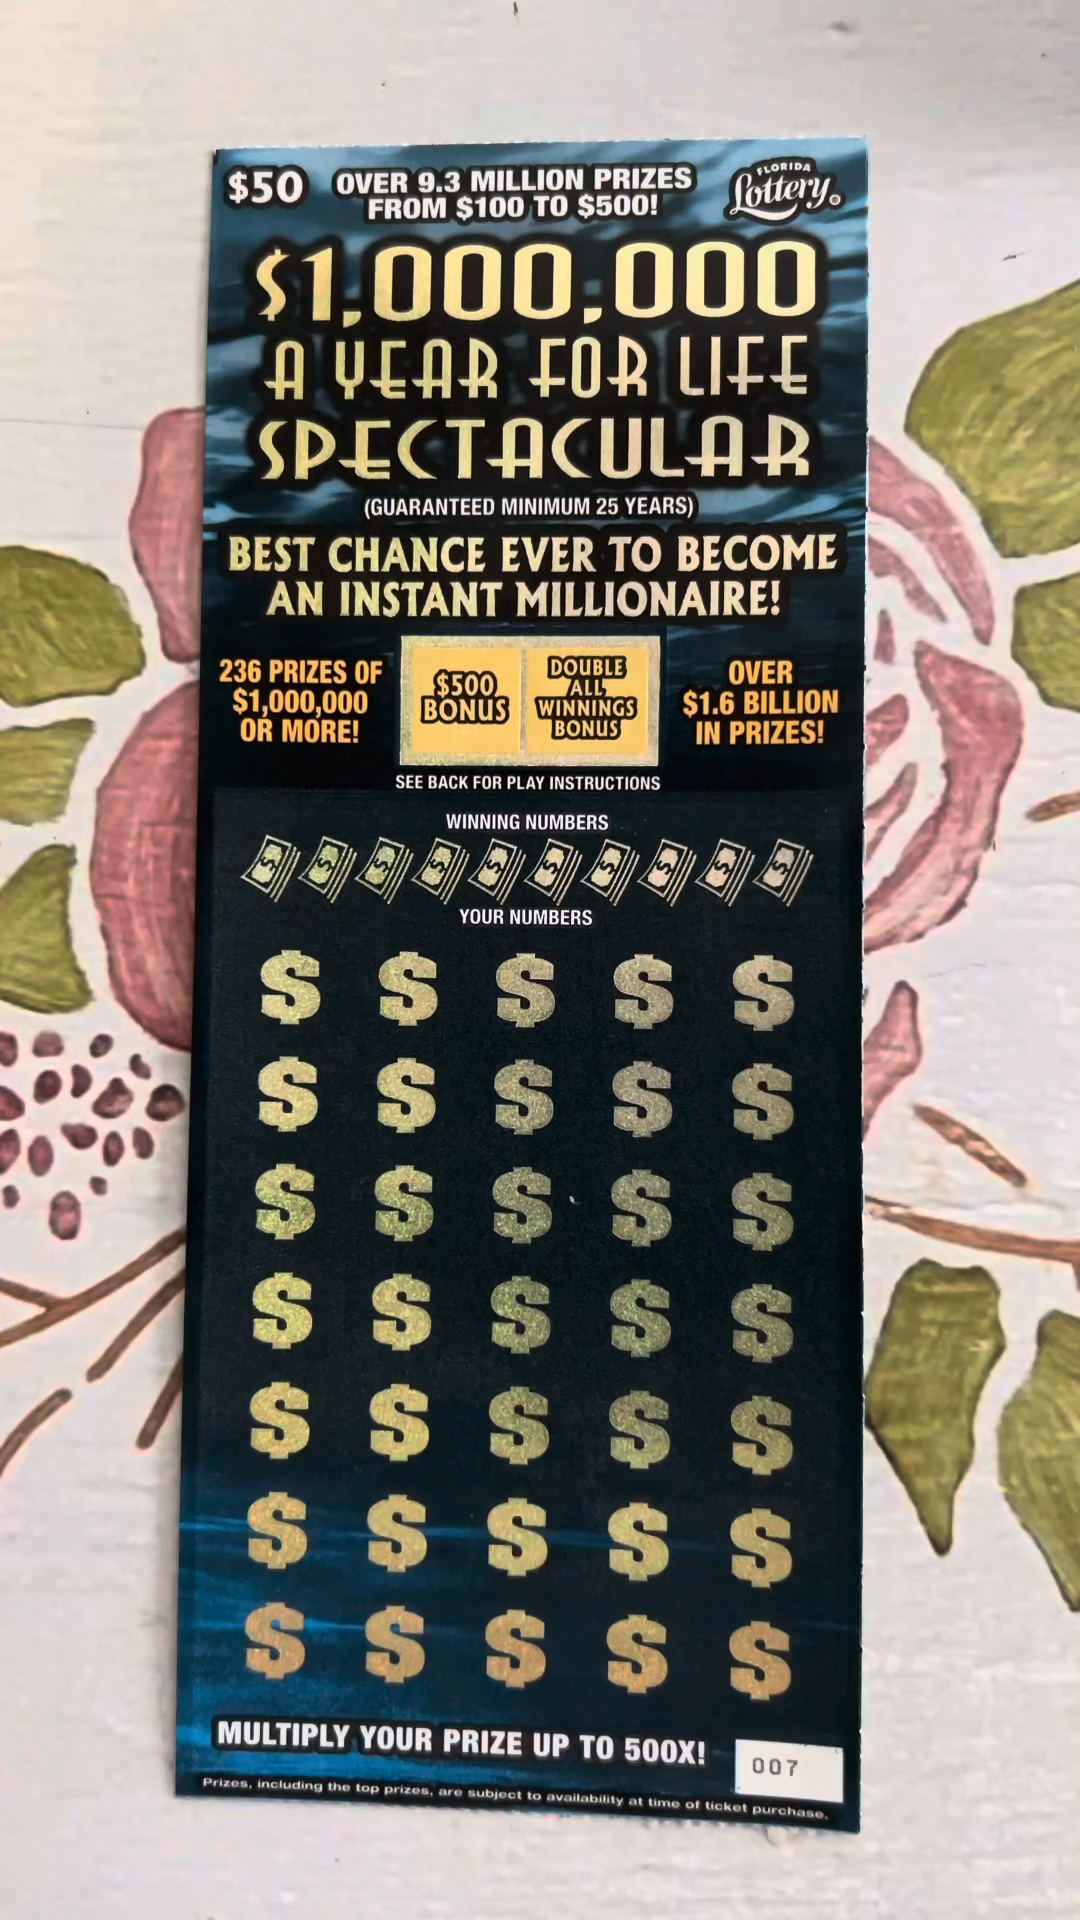 $50
OVER 9.3 MILLION PRIZES
FROM $100 TO $500!
FLORIDA
Lottery®
$1,000,000
A YEAR FOR LIFE
SPECTACULAR
(GUARANTEED MINIMUM 25 YEARS)
BEST CHANCE EVER TO BECOME
AN INSTANT MILLIONAIRE!
236 PRIZES OF
$1,000,000
OR MORE!
$500
BONUS
DOUBLE
ALL
WINNINGS
BONUS
OVER
$1.6 BILLION
IN PRIZES!
SEE BACK FOR PLAY INSTRUCTIONS
WINNING NUMBERS
$ $ $ $ $ $ $ $ $ $
YOUR NUMBERS
$ $ $ $ $
$ $ $ $ $
$ $ $ $ $
$ $ $ $ $
$ $ $ $ $
$ $ $ $ $
$ $ $ $ $
MULTIPLY YOUR PRIZE UP TO 500X!
007
Prizes, including the top prizes, are subject to availability at time of ticket purchase.